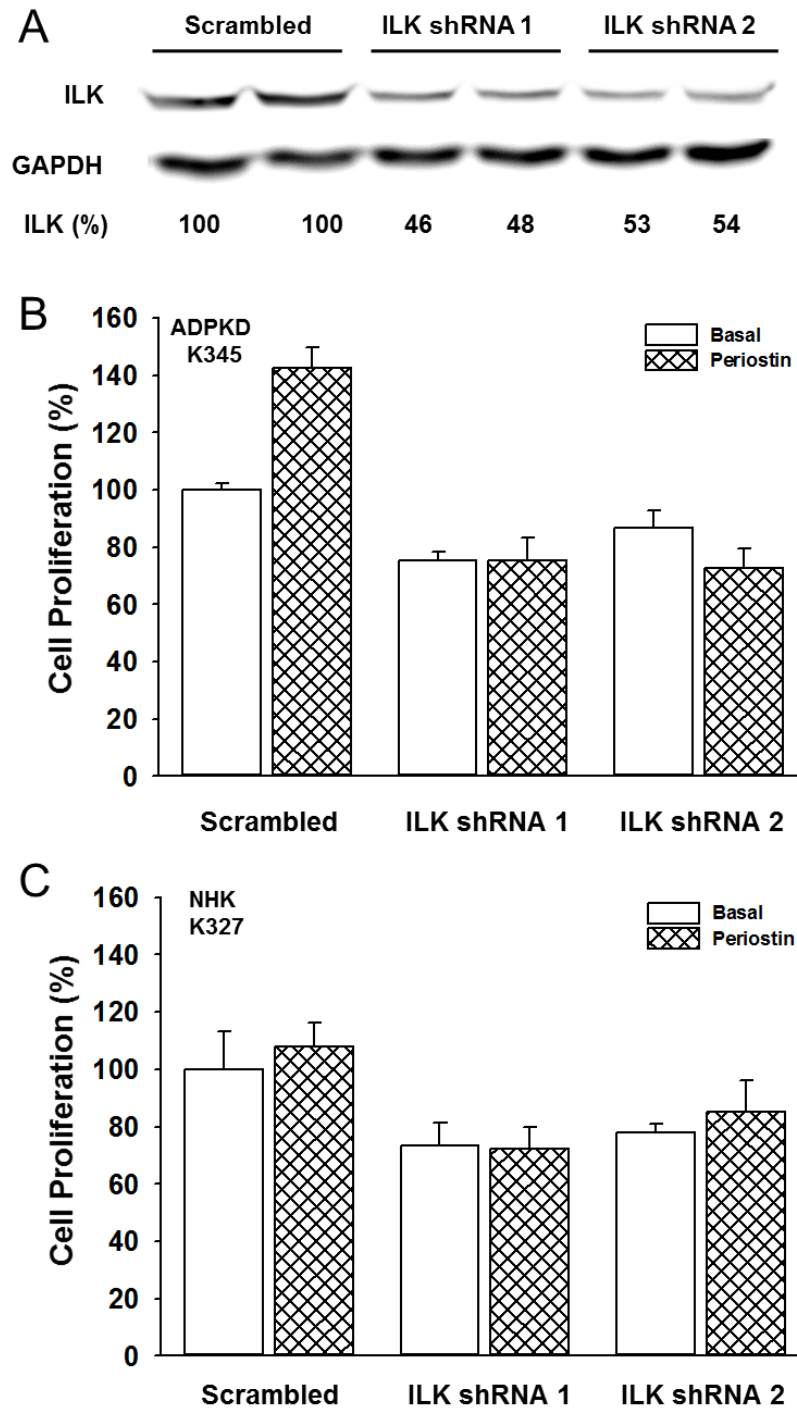 A
Scrambled ILK shRNA 1 ILK shRNA 2
ILK
GAPDH
ILK (%) 100 100 46 48 53 54
B
ADPKD
K345
Basal
Periostin
Cell Proliferation (%)
160
140
120
100
80
60
40
20
0
Scrambled ILK shRNA 1 ILK shRNA 2
C
NHK
K327
Basal
Periostin
Cell Proliferation (%)
160
140
120
100
80
60
40
20
0
Scrambled ILK shRNA 1 ILK shRNA 2